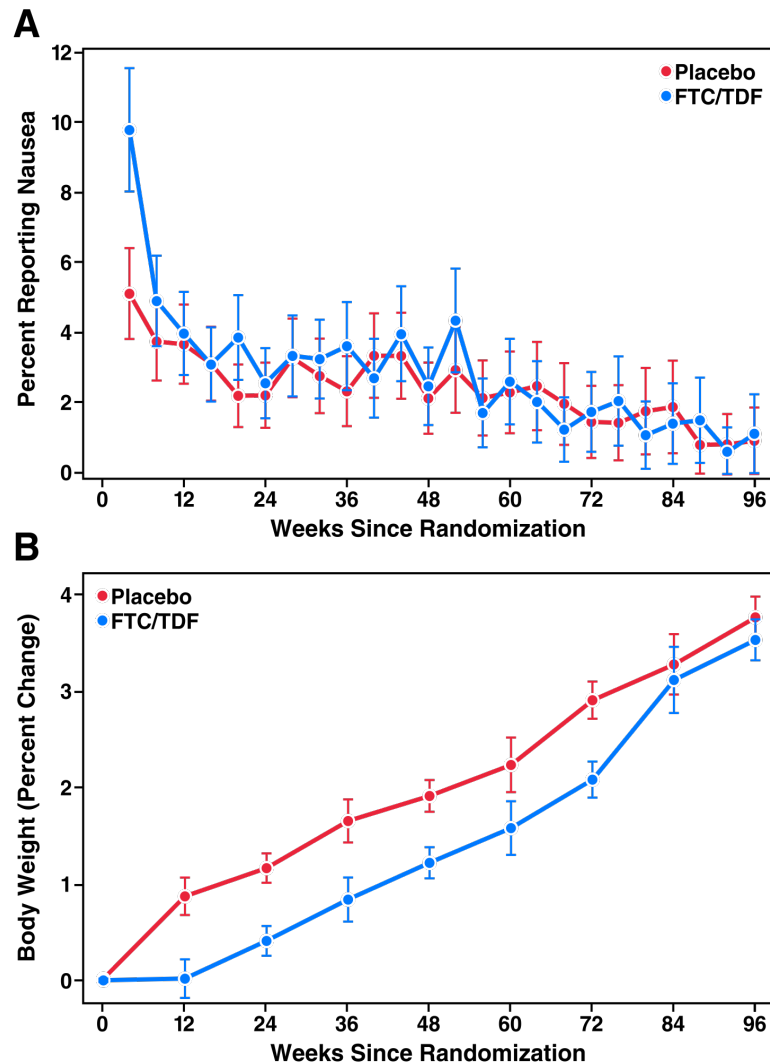 A
12
10
8
6
4
2
0
Percent Reporting Nausea
Placebo
FTC/TDF
0 12 24 36 48 60 72 84 96
Weeks Since Randomization
B
4
3
2
1
0
Body Weight (Percent Change)
Placebo
FTC/TDF
0 12 24 36 48 60 72 84 96
Weeks Since Randomization